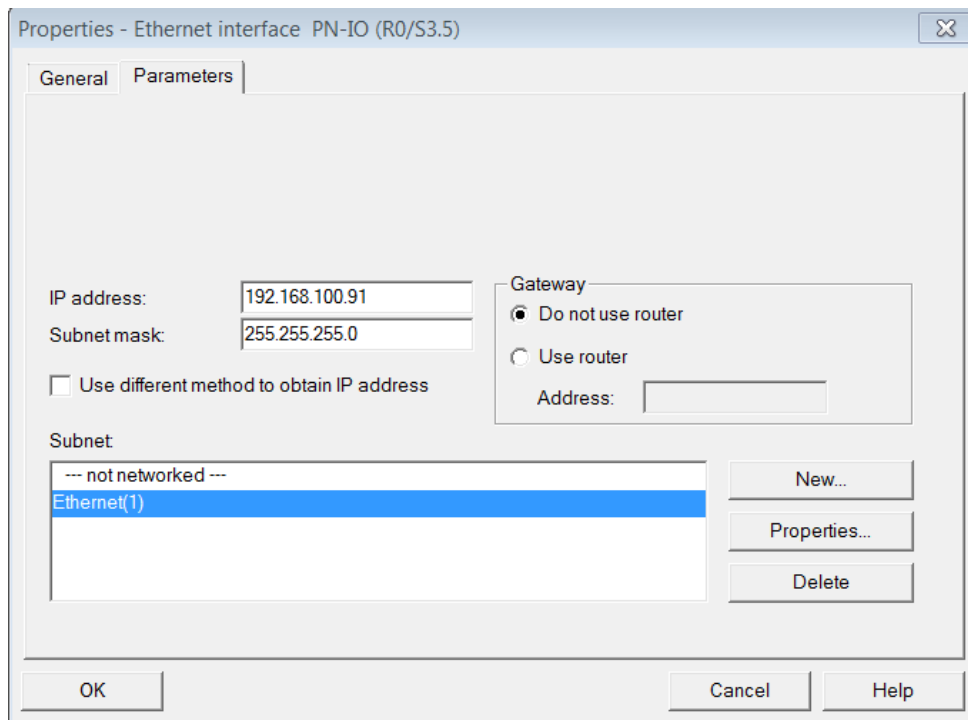 Properties - Ethernet interface PN-IO (R0/S3.5)
General
Parameters
IP address:
192.168.100.91
Subnet mask:
255.255.255.0
Use different method to obtain IP address
Gateway
Do not use router
Use router
Address:
Subnet:
--- not networked ---
Ethernet(1)
New...
Properties...
Delete
OK
Cancel
Help